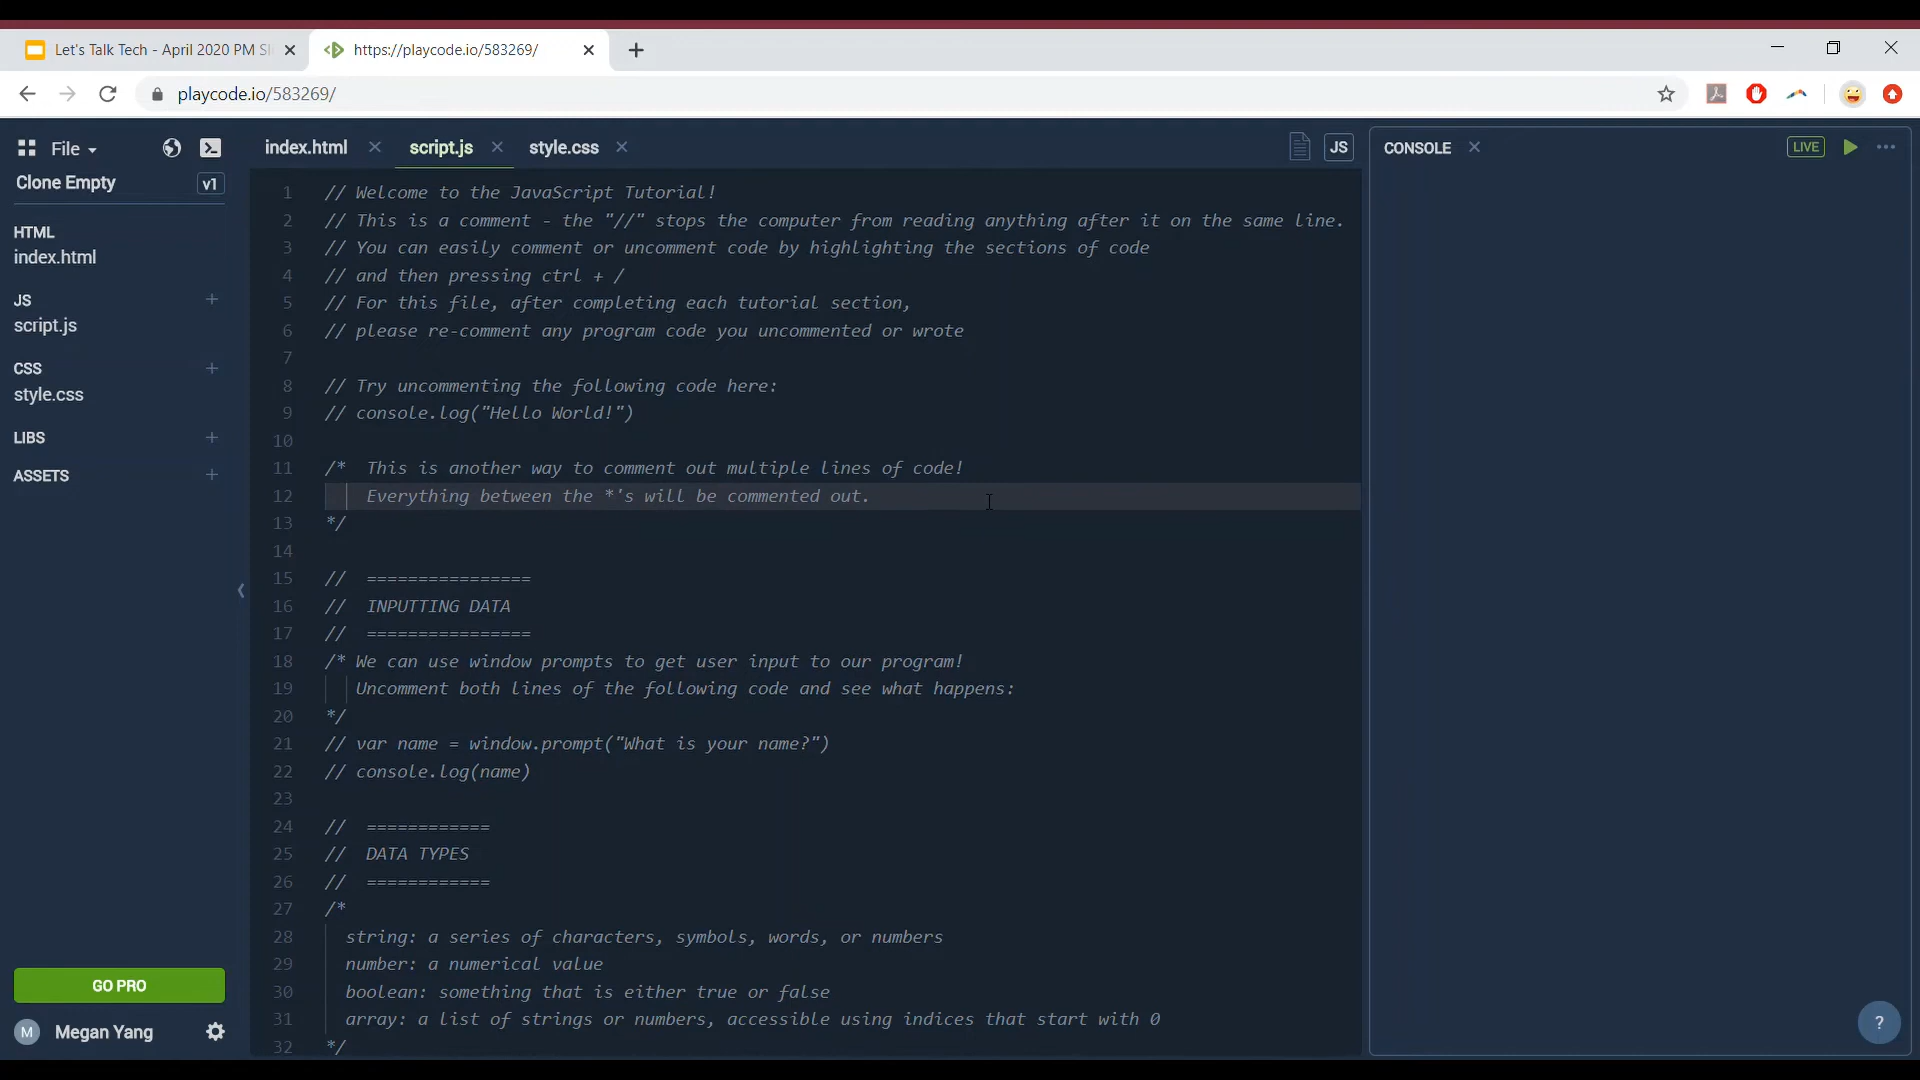 Let's Talk Tech - April 2020 PM Sl
https://playcode.io/583269/
playcode.io/583269/
File
Clone Empty
v1
HTML
index.html
JS
script.js
CSS
style.css
LIBS
ASSETS
GO PRO
M
Megan Yang
index.html
script.js
style.css
JS
1 // Welcome to the JavaScript Tutorial!
2 // This is a comment - the "//" stops the computer from reading anything after it on the same line.
3 // You can easily comment or uncomment code by highlighting the sections of code
4 // and then pressing ctrl + /
5 // For this file, after completing each tutorial section,
6 // please re-comment any program code you uncommented or wrote
7
8 // Try uncommenting the following code here:
9 // console.log("Hello World!")
10
11 /*  This is another way to comment out multiple lines of code!
12     Everything between the *'s will be commented out.
13 */
14
15 //  ================
16 //  INPUTTING DATA
17 //  ================
18 /* We can use window prompts to get user input to our program!
19    Uncomment both lines of the following code and see what happens:
20 */
21 // var name = window.prompt("What is your name?")
22 // console.log(name)
23
24 //  ============
25 //  DATA TYPES
26 //  ============
27 /*
28   string: a series of characters, symbols, words, or numbers
29   number: a numerical value
30   boolean: something that is either true or false
31   array: a list of strings or numbers, accessible using indices that start with 0
32 */
CONSOLE
LIVE
?